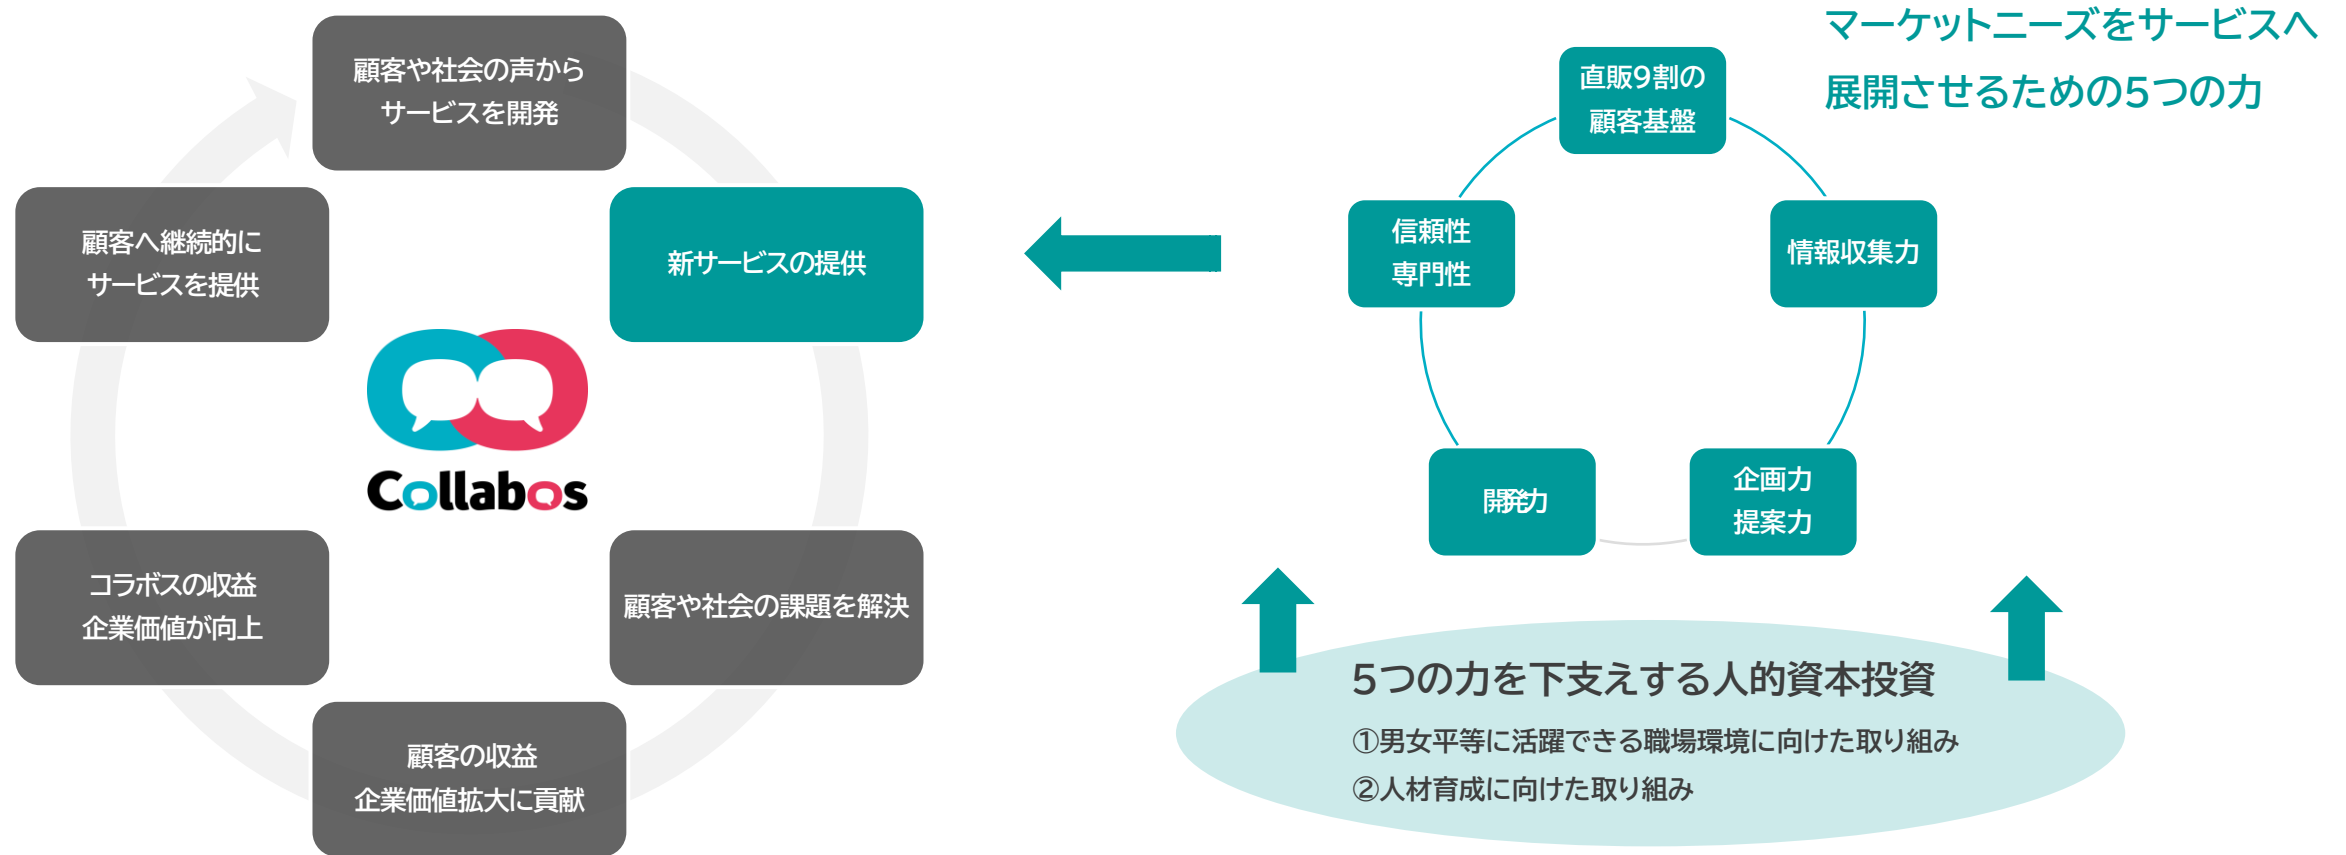 顧客や社会の声から
サービスを開発
新サービスの提供
顧客や社会の課題を解決
顧客の収益
企業価値拡大に貢献
コラボスの収益
企業価値が向上
顧客へ継続的に
サービスを提供
Collabos
マーケットニーズをサービスへ
展開させるための5つの力
直販9割の
顧客基盤
情報収集力
企画力
提案力
開発力
信頼性
専門性
5つの力を下支えする人的資本投資
①男女平等に活躍できる職場環境に向けた取り組み
②人材育成に向けた取り組み